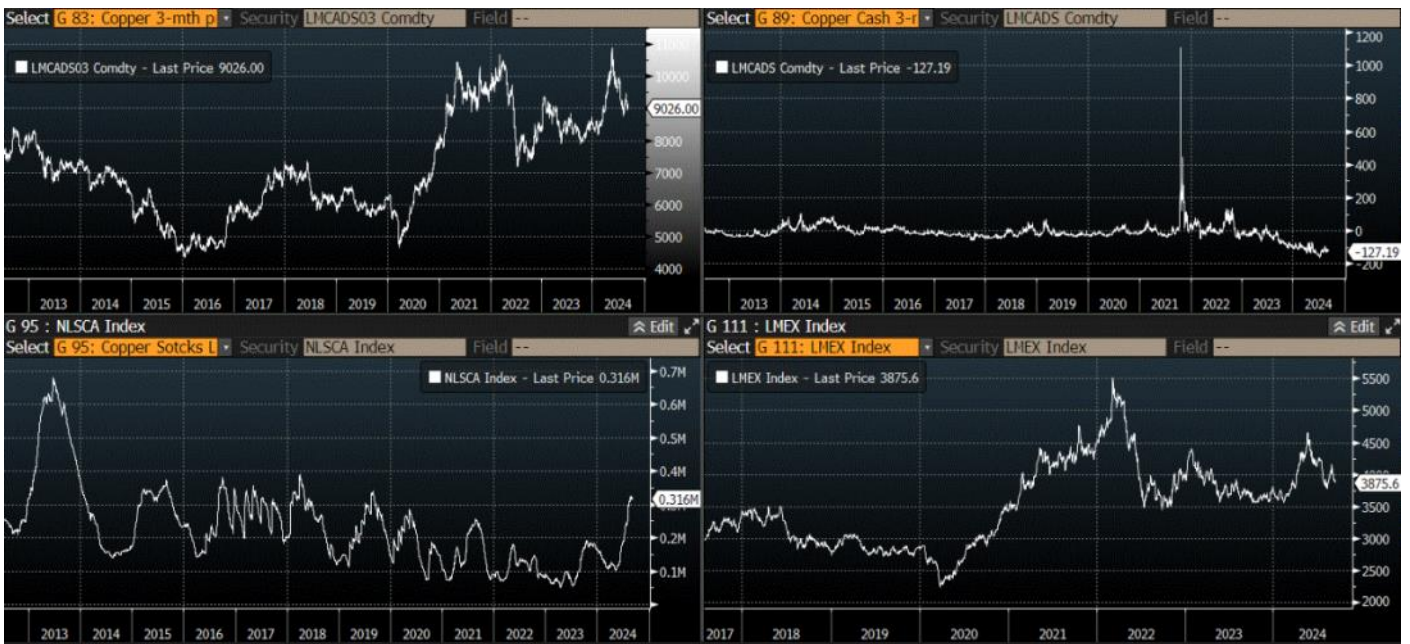 Select G 83: Copper 3-mth p Security LMCADS03 Comdty Field --
LMCADS03 Comdty - Last Price 9026.00
11000
10000
9026.00
8000
7000
6000
5000
4000
2013 2014 2015 2016 2017 2018 2019 2020 2021 2022 2023 2024
Select G 89: Copper Cash 3-r Security LMCADS Comdty Field --
LMCADS Comdty - Last Price -127.19
1200
1000
800
600
400
200
0
-127.19
-200
2013 2014 2015 2016 2017 2018 2019 2020 2021 2022 2023 2024
G 95 : NLSCA Index Edit
Select G 95: Copper Sotcks L Security NLSCA Index Field --
NLSCA Index - Last Price 0.316M
0.7M
0.6M
0.5M
0.4M
0.316M
0.2M
0.1M
2013 2014 2015 2016 2017 2018 2019 2020 2021 2022 2023 2024
G 111 : LMEX Index Edit
Select G 111: LMEX Index Security LMEX Index Field --
LMEX Index - Last Price 3875.6
5500
5000
4500
3875.6
3500
3000
2500
2000
2017 2018 2019 2020 2021 2022 2023 2024